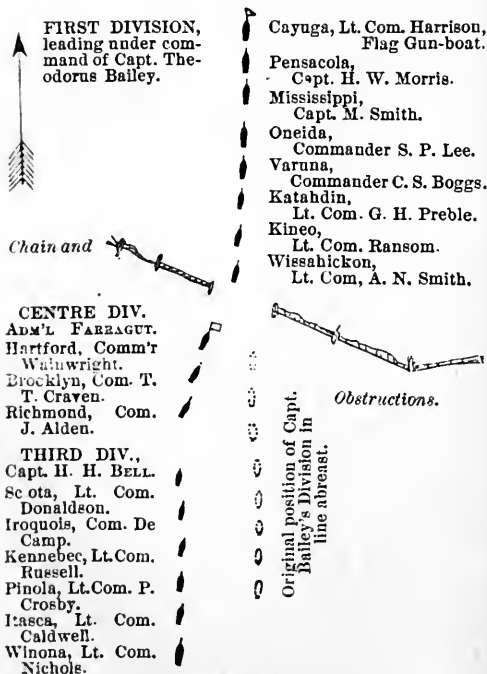 FIRST DIVISION,
leading nnder com-
mand of Capt. The-
odorus Bailey.
Cayuga, Lt. Com. Harrison,
Flag Gun-boat.
Pensacola,
Capt. H. W. Morris.
Mississippi,
Capt. M. Smith.
Oneida,
Commander S. P. Lee.
Varuna,
Commander C. S. Boggs.
Katahdin,
Lt. Com. G. H. Preble.
Kineo,
Lt. Com. Ransom.
Wissahickon,
Lt. Com, A. N. Smith.
Chain and
Obstructions.
CENTRE DIV.
ADM'L FARRAGUT.
Hartford, Comm'r
Wainwright.
Brooklyn, Com. T.
T. Craven.
Richmond, Com.
J. Alden.
THIRD DIV.,
Capt. H. H. BELL.
Sc ota, Lt. Com.
Donaldson.
Iroquois, Com. De
Camp.
Kennebec, Lt.Com.
Russell.
Pinola, Lt.Com. P.
Crosby.
Itasca, Lt. Com.
Caldwell.
Winona, Lt. Com.
Nichols.
Original position of Capt.
Bailey's Division in
line abreast.